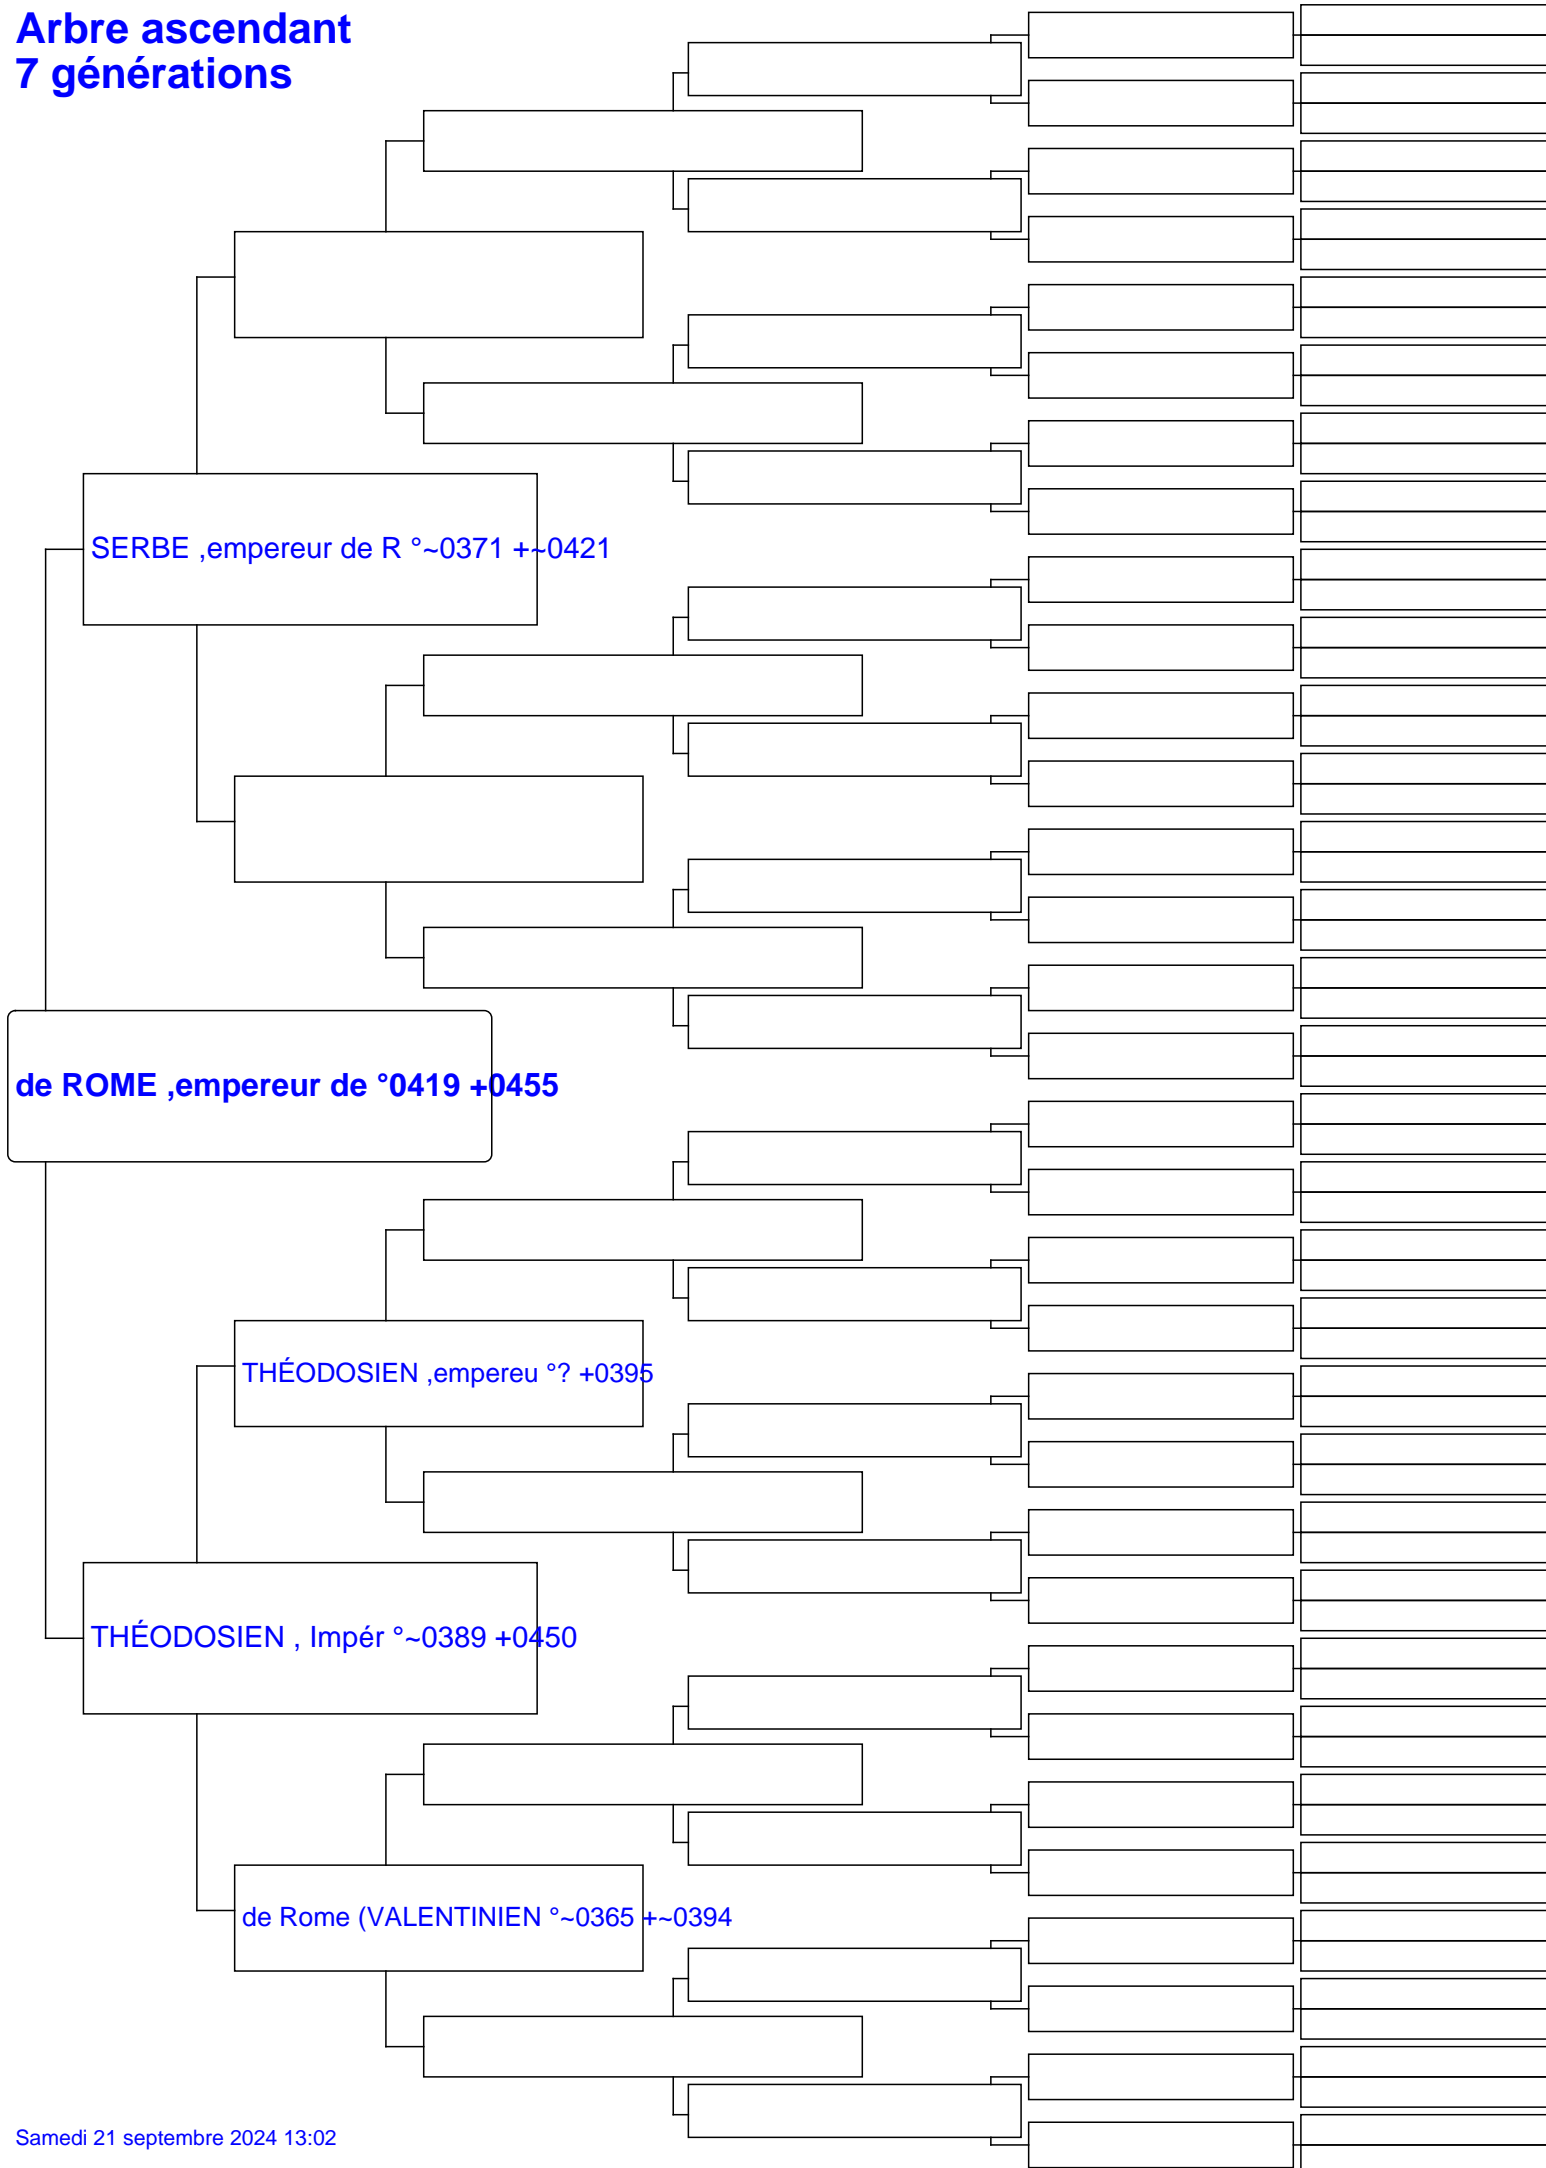 Arbre ascendant
7 générations
SERBE ,empereur de R °~0371 +~0421
de ROME ,empereur de °0419 +0455
THÉODOSIEN ,empereu °? +0395
THÉODOSIEN , Impér °~0389 +0450
de Rome (VALENTINIEN °~0365 +~0394
Samedi 21 septembre 2024 13:02